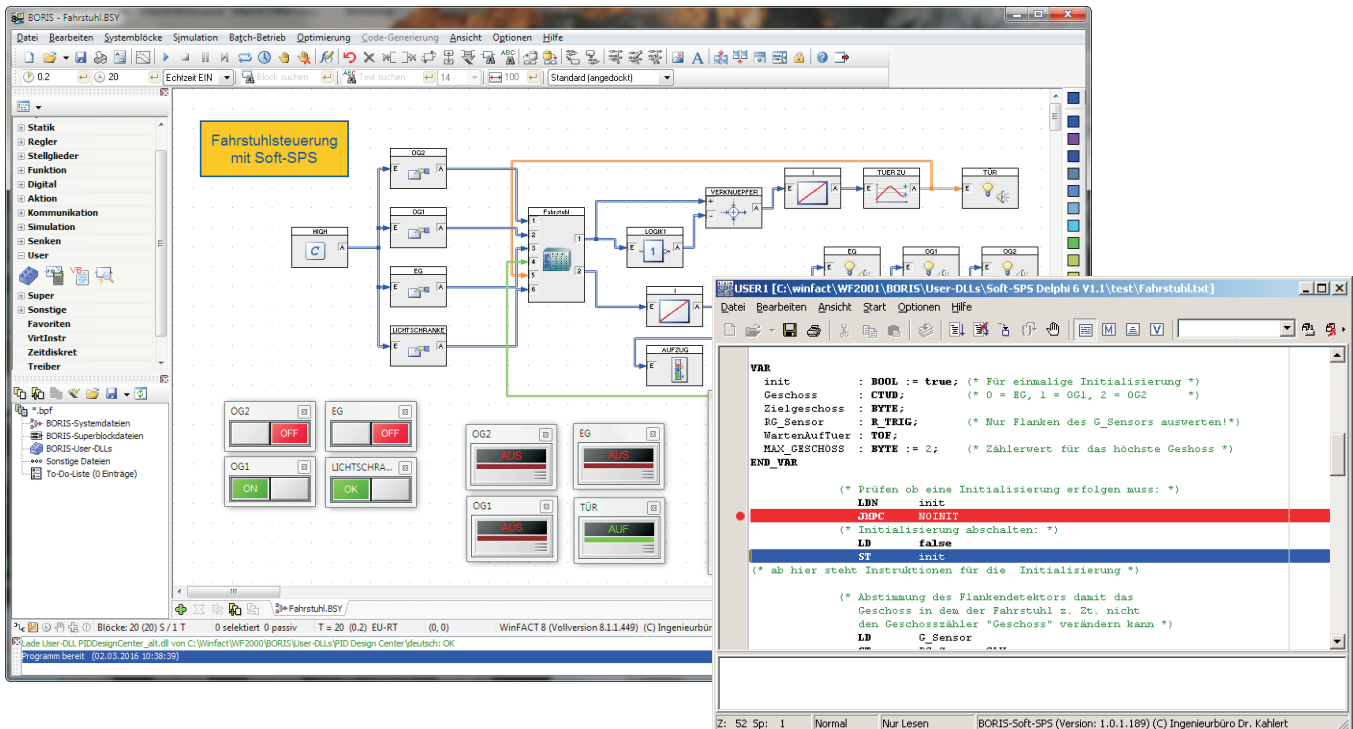 BORIS - Fahrstuhl.BSY
Datei Bearbeiten Systemblöcke Simulation Batch-Betrieb Optimierung Code-Generierung Ansicht Optionen Hilfe
0.2 20 Echtzeit EIN Block suchen ABC Text suchen 14 100 Standard (angedockt)
Statik
Regler
Stellglieder
Funktion
Digital
Aktion
Kommunikation
Simulation
Senken
User
Super
Sonstige
Favoriten
VirtInstr
Zeitdiskret
Treiber
*.bpf
BORIS-Systemdateien
BORIS-Superblockdateien
BORIS-User-DLLs
Sonstige Dateien
To-Do-Liste (0 Einträge)
Fahrstuhlsteuerung
mit Soft-SPS
HIGH
C A
OG2
E A
OG1
E A
EG
E A
LICHTSCHRANKE
E A
Fahrstuhl
1
2
3
4
5
6
1
2
LOGIK1
E 1 A
VERKNUEPFER
+
-
A
I
E A
TUER ZU
E A
TÜR
E
I
E
EG
E
OG1
E
OG2
E
AUFZUG
E
OG2
OFF
EG
OFF
OG1
ON
LICHTSCHRA...
OK
OG2
AUS
EG
AUS
OG1
AUS
TÜR
AUF
Fahrstuhl.BSY
Blöcke: 20 (20) S / 1 T 0 selektiert 0 passiv T = 20 (0.2) EU-RT (0, 0) WinFACT 8 (Vollversion 8.1.1.449) (C) Ingenieurbür
Lade User-DLL PIDDesignCenter_alt.dll von C:\Winfact\WF2000\BORIS\User-DLLs\PID Design Center\deutsch: OK
Programm bereit (02.03.2016 10:38:39)
USER1 [C:\winfact\WF2001\BORIS\User-DLLs\Soft-SPS Delphi 6 V1.1\test\Fahrstuhl.txt]
Datei Bearbeiten Ansicht Start Optionen Hilfe
VAR
init : BOOL := true; (* Für einmalige Initialisierung *)
Geschoss : CTUD; (* 0 = EG, 1 = OG1, 2 = OG2 *)
Zielgeschoss : BYTE;
RG_Sensor : R_TRIG; (* Nur Flanken des G_Sensors auswerten!*)
WartenAufTuer : TOF;
MAX_GESCHOSS : BYTE := 2; (* Zählerwert für das höchste Geshoss *)
END_VAR
(* Prüfen ob eine Initialisierung erfolgen muss: *)
LDN init
JMPC NOINIT
(* Initialisierung abschalten: *)
LD false
ST init
(* ab hier steht Instruktionen für die Initialisierung *)
(* Abstimmung des Flankendetektors damit das
Geschoss in dem der Fahrstuhl z. Zt. nicht
den Geschosszähler "Geschoss" verändern kann *)
LD G_Sensor
Z: 52 Sp: 1 Normal Nur Lesen BORIS-Soft-SPS (Version: 1.0.1.189) (C) Ingenieurbüro Dr. Kahlert